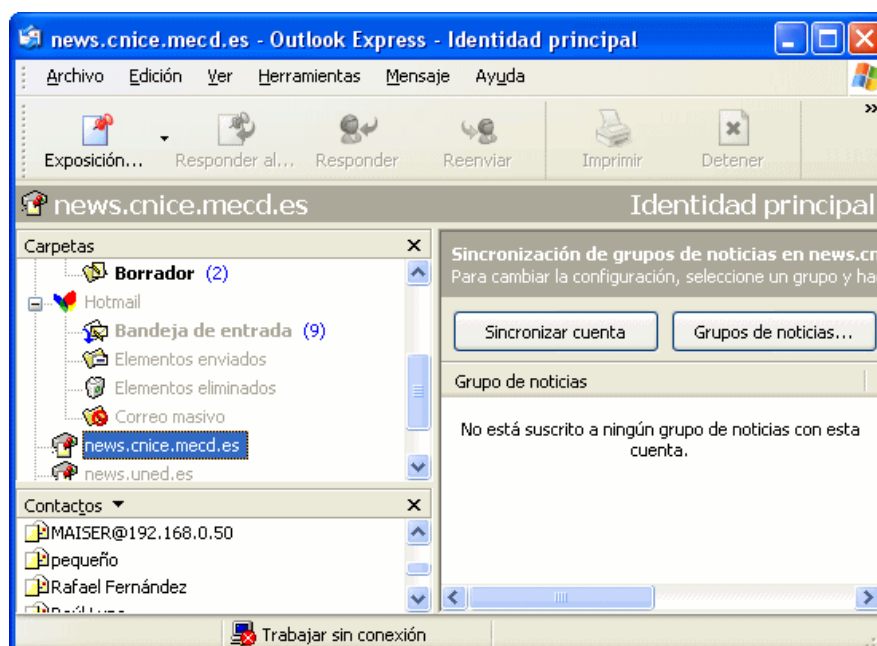 news.cnice.mecd.es - Outlook Express - Identidad principal
Archivo Edición Ver Herramientas Mensaje Ayuda
»
Exposición... Responder al... Responder Reenviar Imprimir Detener
news.cnice.mecd.es Identidad principal
Carpetas
Borrador (2)
Hotmail
Bandeja de entrada (9)
Elementos enviados
Elementos eliminados
Correo masivo
news.cnice.mecd.es
news.uned.es
Contactos
MAISER@192.168.0.50
pequeño
Rafael Fernández
Sincronización de grupos de noticias en news.cn
Para cambiar la configuración, seleccione un grupo y ha
Sincronizar cuenta Grupos de noticias...
Grupo de noticias
No está suscrito a ningún grupo de noticias con esta
cuenta.
Trabajar sin conexión